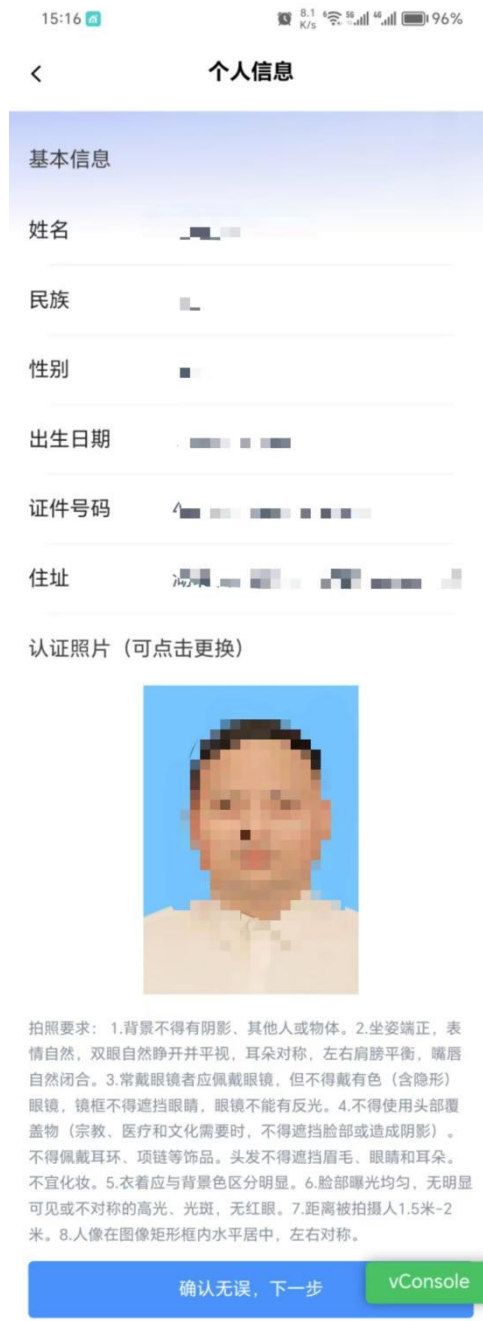 15:16
8.1 K/s 6 5G 4G 96%
个人信息
基本信息
姓名
民族
性别
出生日期
证件号码
住址
认证照片（可点击更换）
拍照要求： 1.背景不得有阴影、其他人或物体。2.坐姿端正，表
情自然，双眼自然睁开并平视，耳朵对称，左右肩膀平衡，嘴唇
自然闭合。3.常戴眼镜者应佩戴眼镜，但不得戴有色（含隐形）
眼镜，镜框不得遮挡眼睛，眼镜不能有反光。4.不得使用头部覆
盖物（宗教、医疗和文化需要时，不得遮挡脸部或造成阴影）。
不得佩戴耳环、项链等饰品。头发不得遮挡眉毛、眼睛和耳朵。
不宜化妆。5.衣着应与背景色区分明显。6.脸部曝光均匀，无明显
可见或不对称的高光、光斑，无红眼。7.距离被拍摄人1.5米-2
米。8.人像在图像矩形框内水平居中，左右对称。
确认无误，下一步
vConsole